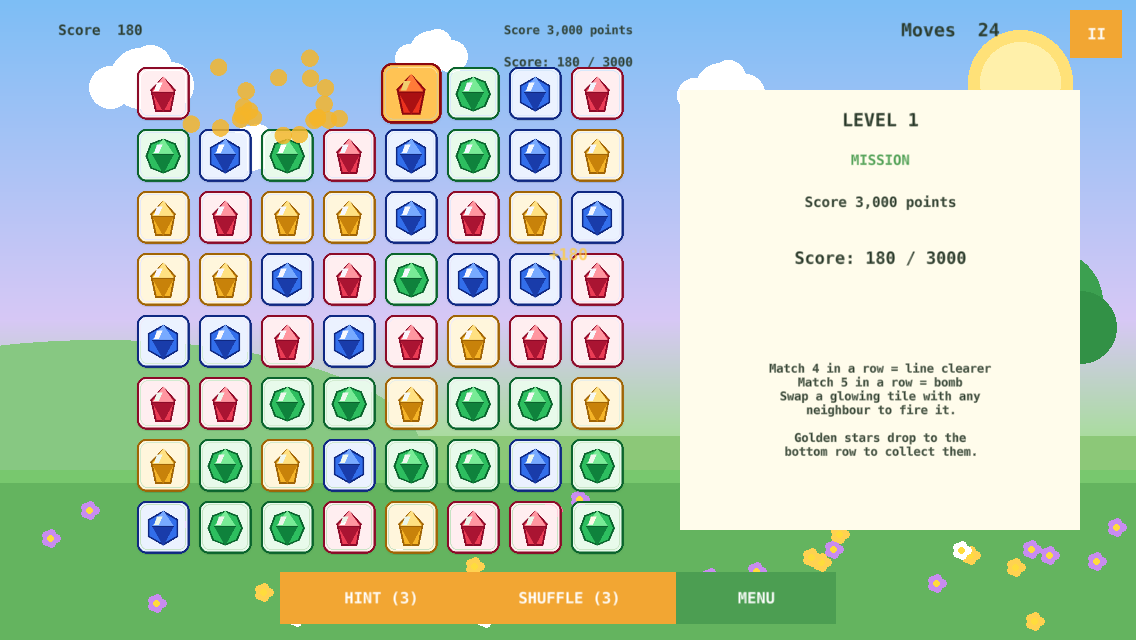 Score 180
Score 3,000 points
Moves 24
II
Score: 180 / 3000
LEVEL 1
MISSION
Score 3,000 points
Score: 180 / 3000
Match 4 in a row = line clearer
Match 5 in a row = bomb
Swap a glowing tile with any
neighbour to fire it.
Golden stars drop to the
bottom row to collect them.
HINT (3)
SHUFFLE (3)
MENU